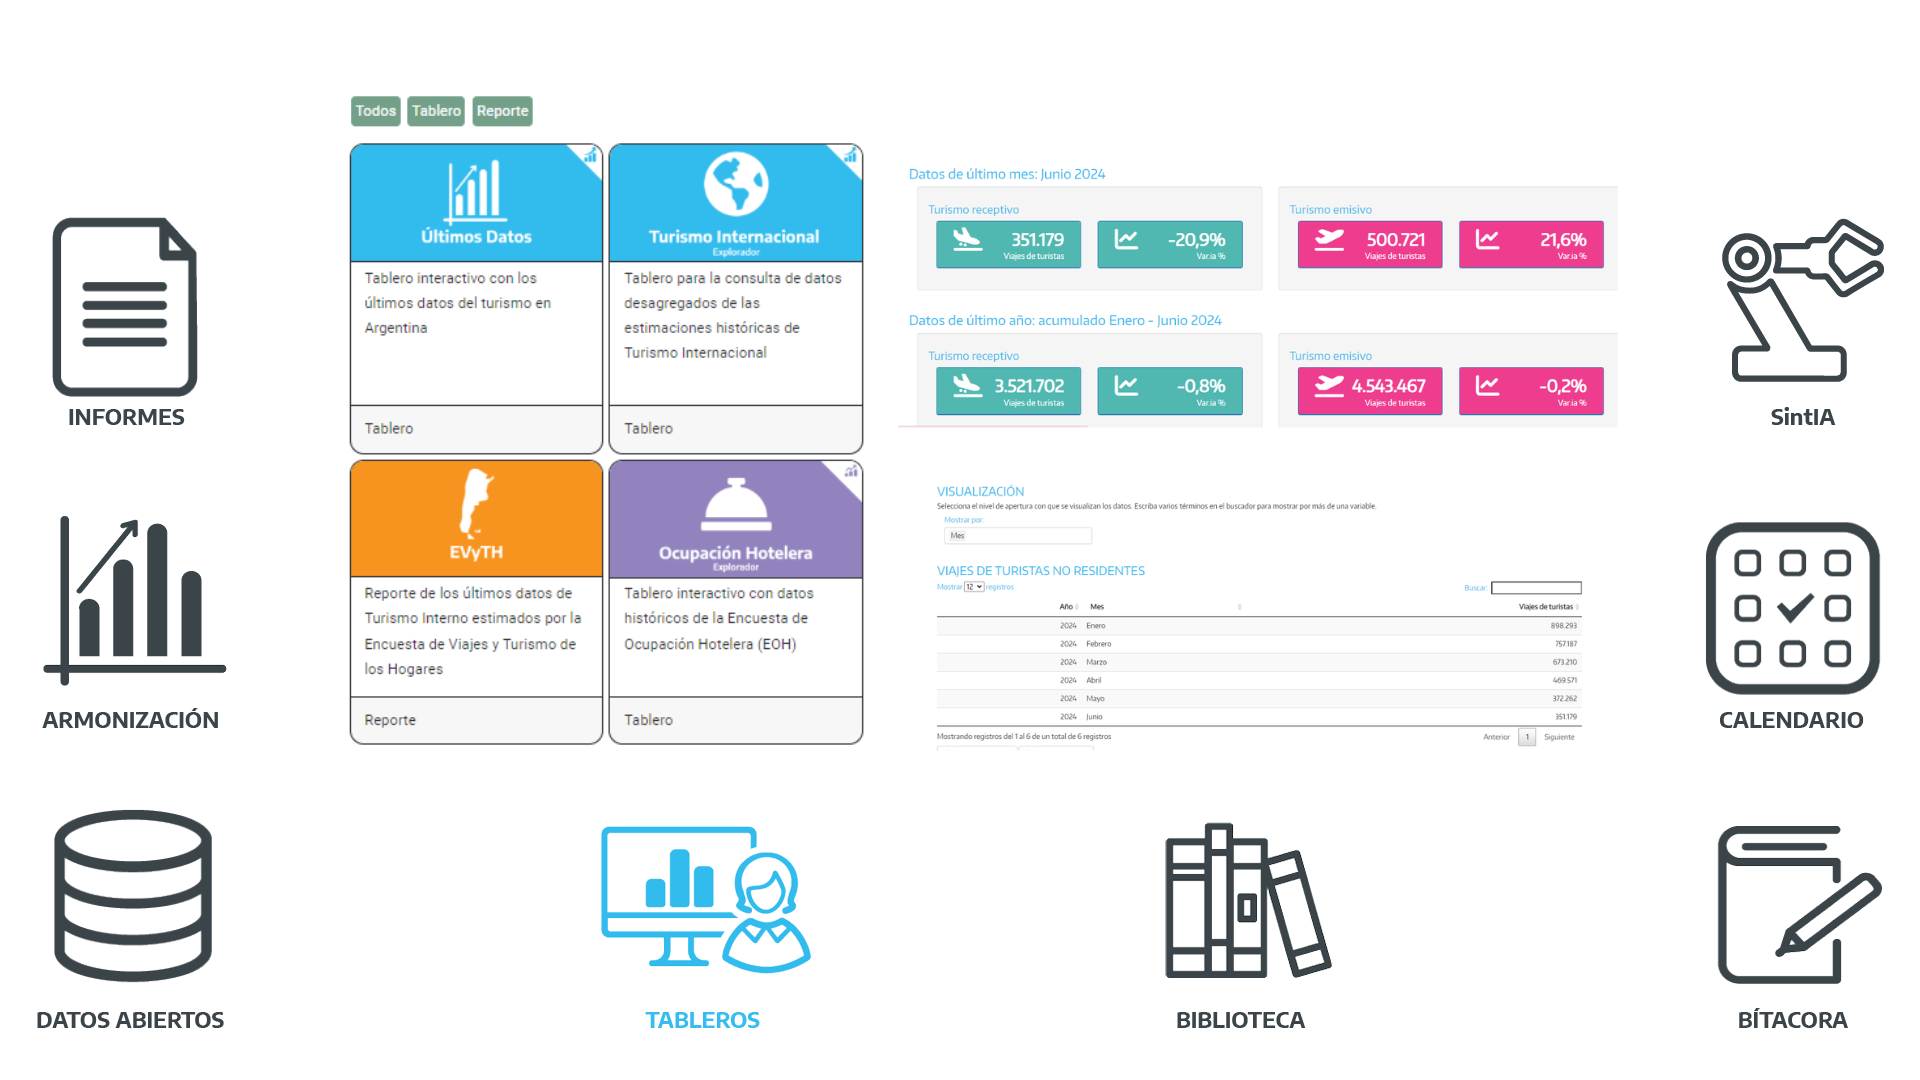 INFORMES
ARMONIZACIÓN
DATOS ABIERTOS
Todos
Tablero
Reporte
Últimos Datos
Tablero interactivo con los
últimos datos del turismo en
Argentina
Tablero
Turismo Internacional
Explorador
Tablero para la consulta de datos
desagregados de las
estimaciones históricas de
Turismo Internacional
Tablero
EVyTH
Reporte de los últimos datos de
Turismo Interno estimados por la
Encuesta de Viajes y Turismo de
los Hogares
Reporte
Ocupación Hotelera
Explorador
Tablero interactivo con datos
históricos de la Encuesta de
Ocupación Hotelera (EOH)
Tablero
Datos de último mes: Junio 2024
Turismo receptivo
351.179
Viajes de turistas
-20,9%
Var.ia %
Turismo emisivo
500.721
Viajes de turistas
21,6%
Var.ia %
Datos de último año: acumulado Enero - Junio 2024
Turismo receptivo
3.521.702
Viajes de turistas
-0,8%
Var.ia %
Turismo emisivo
4.543.467
Viajes de turistas
-0,2%
Var.ia %
VISUALIZACIÓN
Selecciona el nivel de apertura con que se visualizan los datos. Escriba varios términos en el buscador para mostrar por más de una variable.
Mostrar por:
Mes
VIAJES DE TURISTAS NO RESIDENTES
Mostrar 12 registros
Buscar:
Año Mes Viajes de turistas
2024 Enero 898.293
2024 Febrero 757.187
2024 Marzo 673.210
2024 Abril 469.571
2024 Mayo 372.262
2024 Junio 351.179
Mostrando registros del 1 al 6 de un total de 6 registros
Anterior 1 Siguiente
TABLEROS
BIBLIOTECA
SintIA
CALENDARIO
BÍTACORA